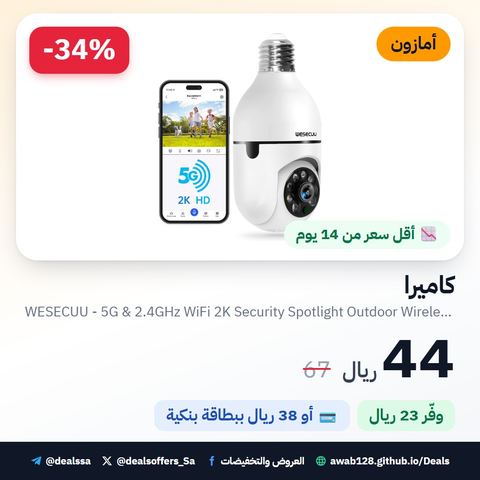 -34%
أمازون
WESECUU
5G
2K HD
أقل سعر من 14 يوم
كاميرا
WESECUU - 5G & 2.4GHz WiFi 2K Security Spotlight Outdoor Wirele...
44 ريال 67
وفّر 23 ريال
أو 38 ريال ببطاقة بنكية
@dealssa
@dealsoffers_Sa
العروض والتخفيضات
awab128.github.io/Deals